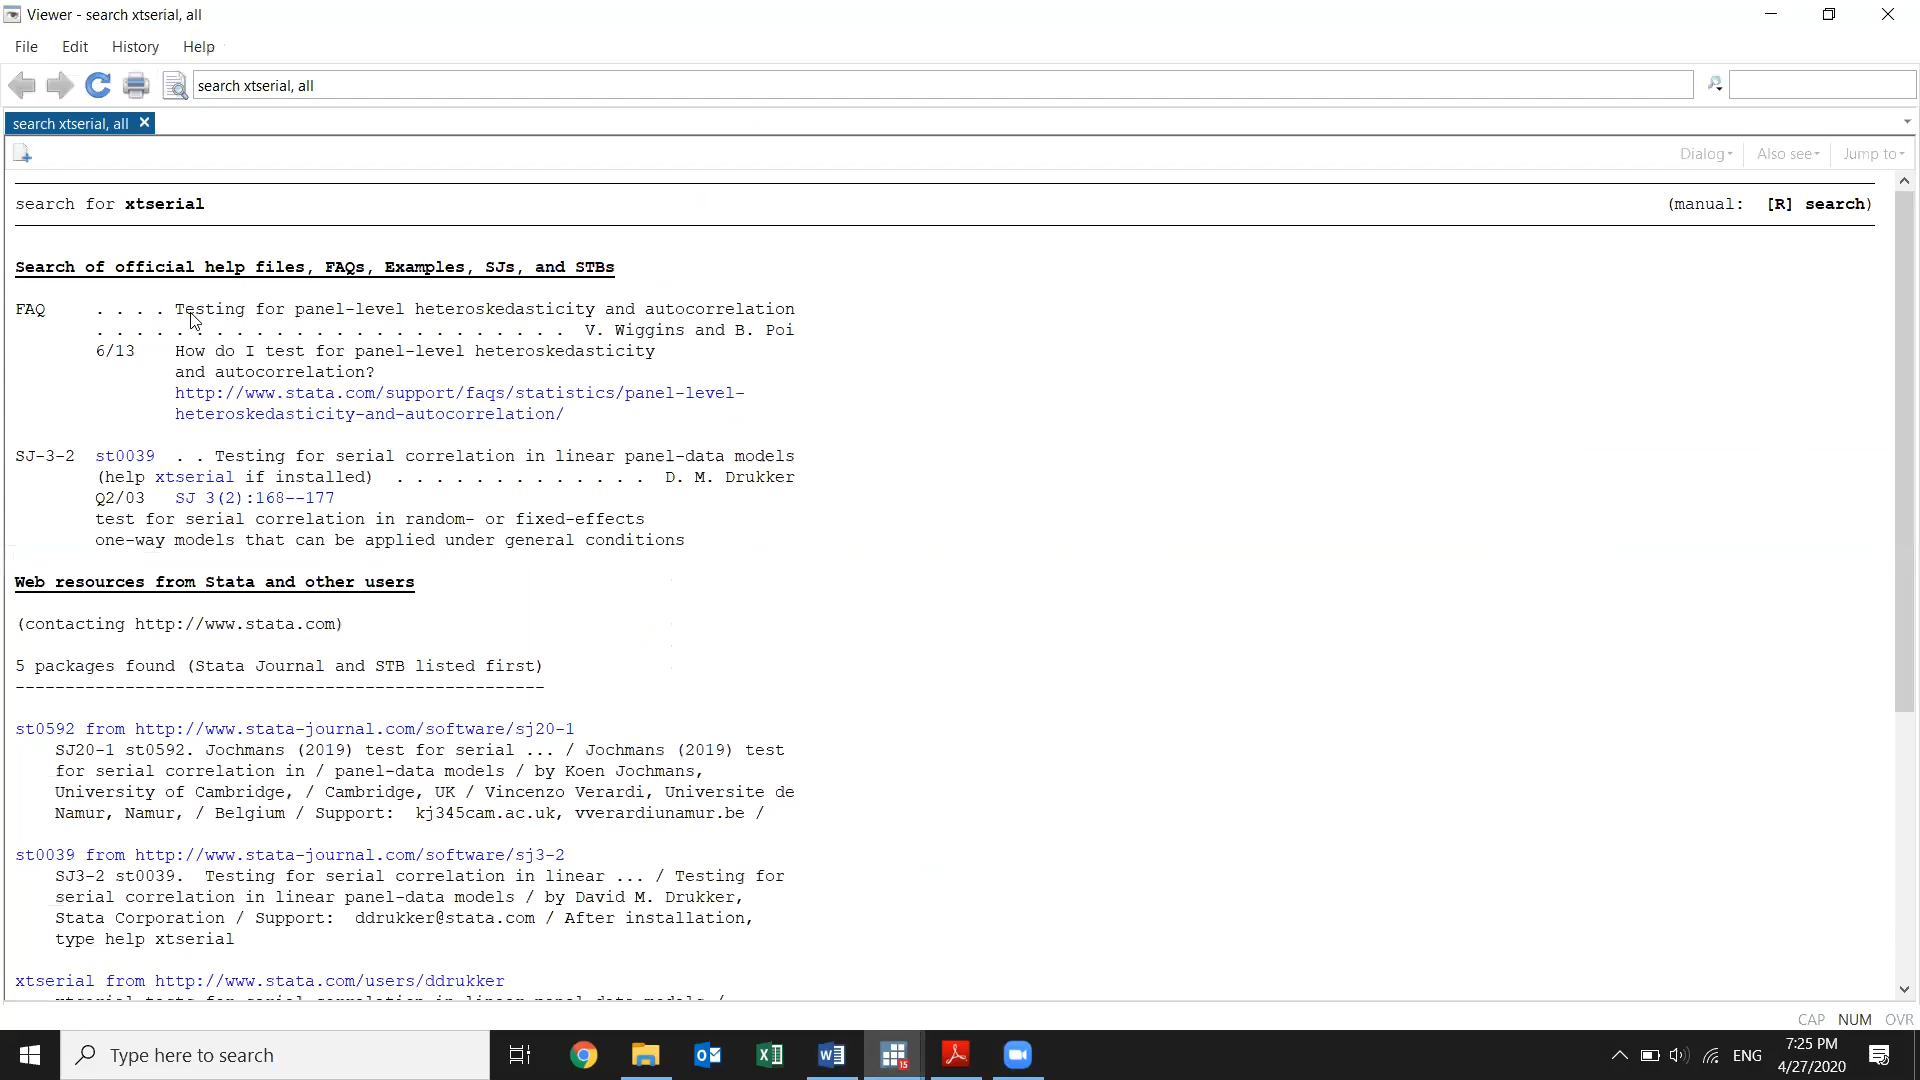 Viewer - search xtserial, all
File Edit History Help
search xtserial, all
search xtserial, all
Dialog Also see Jump to
search for xtserial (manual: [R] search)
Search of official help files, FAQs, Examples, SJs, and STBs
FAQ . . . . Testing for panel-level heteroskedasticity and autocorrelation
. . . . . . . . . . . . . . . . . . . . . . . . V. Wiggins and B. Poi
6/13 How do I test for panel-level heteroskedasticity
and autocorrelation?
http://www.stata.com/support/faqs/statistics/panel-level-
heteroskedasticity-and-autocorrelation/
SJ-3-2 st0039 . . Testing for serial correlation in linear panel-data models
(help xtserial if installed) . . . . . . . . . . . . . D. M. Drukker
Q2/03 SJ 3(2):168--177
test for serial correlation in random- or fixed-effects
one-way models that can be applied under general conditions
Web resources from Stata and other users
(contacting http://www.stata.com)
5 packages found (Stata Journal and STB listed first)
-----------------------------------------------------
st0592 from http://www.stata-journal.com/software/sj20-1
SJ20-1 st0592. Jochmans (2019) test for serial ... / Jochmans (2019) test
for serial correlation in / panel-data models / by Koen Jochmans,
University of Cambridge, / Cambridge, UK / Vincenzo Verardi, Universite de
Namur, Namur, / Belgium / Support: kj345cam.ac.uk, vverardiunamur.be /
st0039 from http://www.stata-journal.com/software/sj3-2
SJ3-2 st0039. Testing for serial correlation in linear ... / Testing for
serial correlation in linear panel-data models / by David M. Drukker,
Stata Corporation / Support: ddrukker@stata.com / After installation,
type help xtserial
xtserial from http://www.stata.com/users/ddrukker
xtserial tests for serial correlation in linear panel data models /
CAP NUM OVR
Type here to search
15
ENG
7:25 PM
4/27/2020